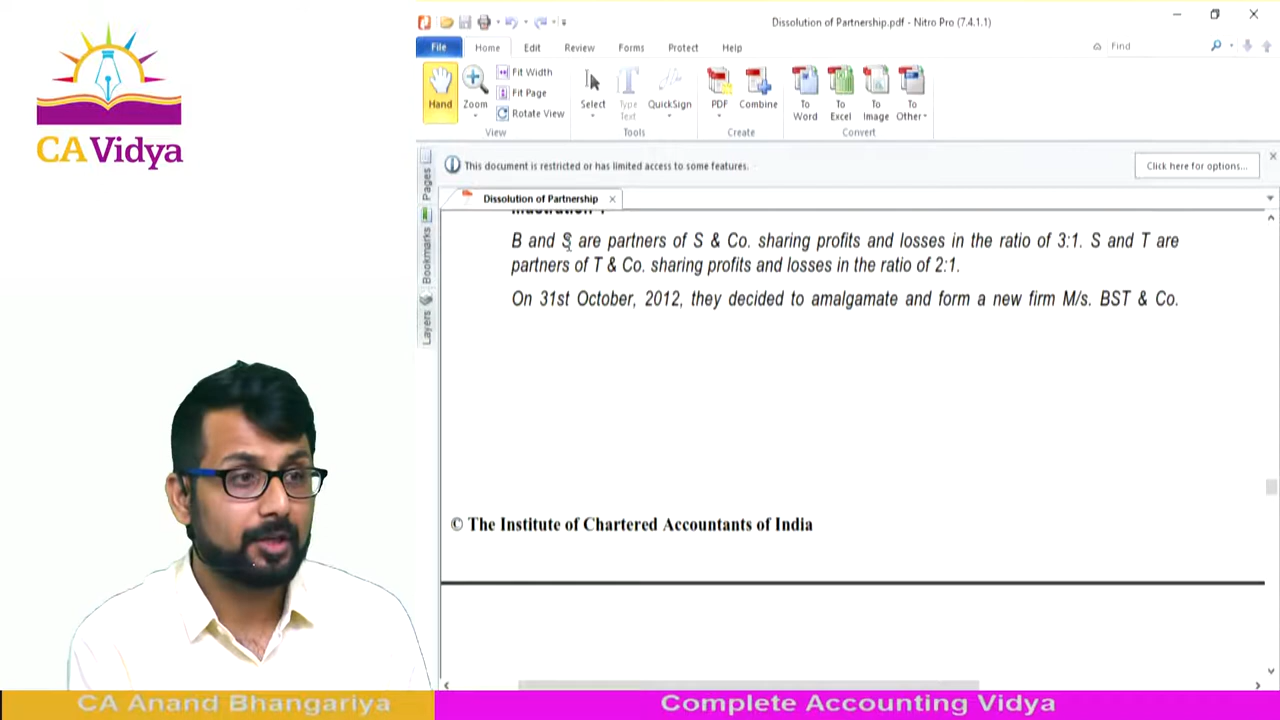 CA Vidya
Dissolution of Partnership.pdf - Nitro Pro (7.4.1.1)
File Home Edit Review Forms Protect Help
Find
Hand
Zoom
Fit Width
Fit Page
Rotate View
Select
Type Text
QuickSign
PDF
Combine
To Word
To Excel
To Image
To Other
View Tools Create Convert
This document is restricted or has limited access to some features.
Click here for options...
Dissolution of Partnership
Pages
Bookmarks
Layers
B and S are partners of S & Co. sharing profits and losses in the ratio of 3:1. S and T are
partners of T & Co. sharing profits and losses in the ratio of 2:1.
On 31st October, 2012, they decided to amalgamate and form a new firm M/s. BST & Co.
© The Institute of Chartered Accountants of India
CA Anand Bhangariya
Complete Accounting Vidya